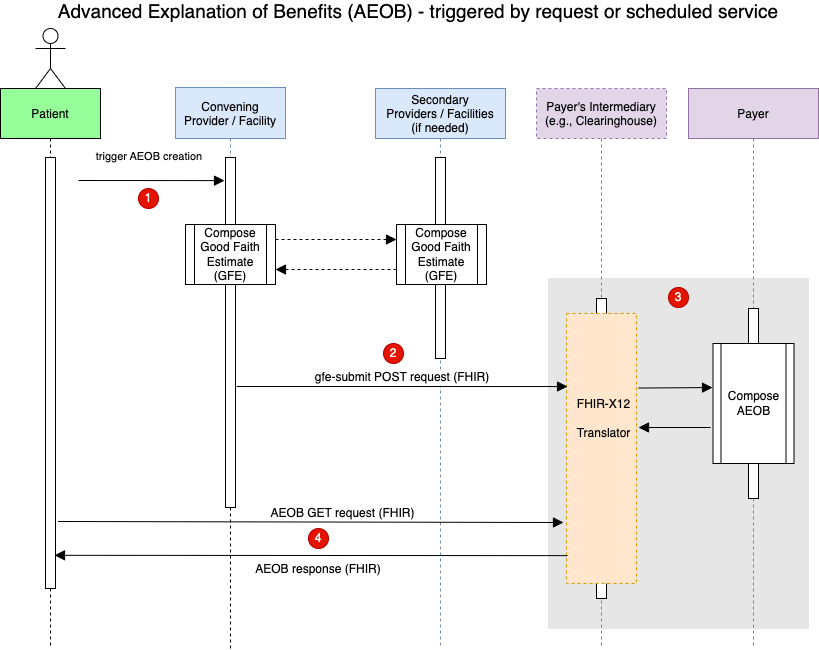 Advanced Explanation of Benefits (AEOB) - triggered by request or scheduled service
Patient
Convening
Provider / Facility
Secondary
Providers / Facilities
(if needed)
Payer's Intermediary
(e.g., Clearinghouse)
Payer
trigger AEOB creation
1
Compose
Good Faith
Estimate
(GFE)
Compose
Good Faith
Estimate
(GFE)
3
2
gfe-submit POST request (FHIR)
FHIR-X12
Translator
Compose
AEOB
AEOB GET request (FHIR)
4
AEOB response (FHIR)